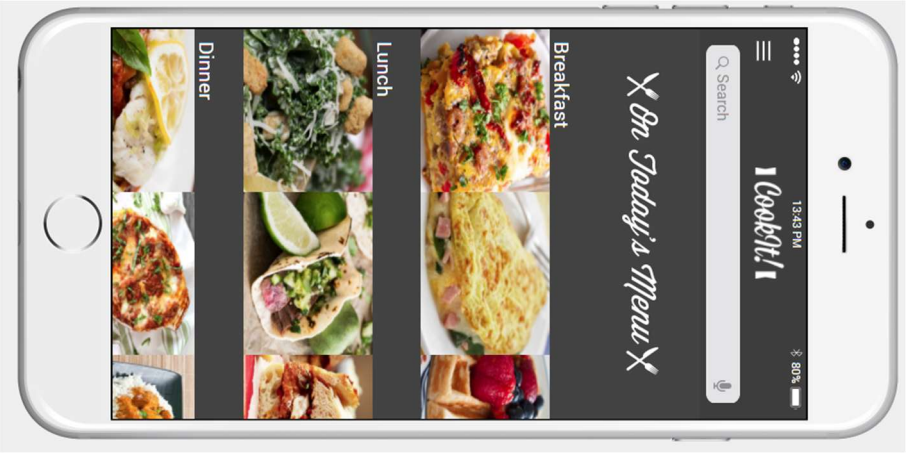 13:43 PM
80%
CookIt!
Search
On Today's Menu
Breakfast
Lunch
Dinner